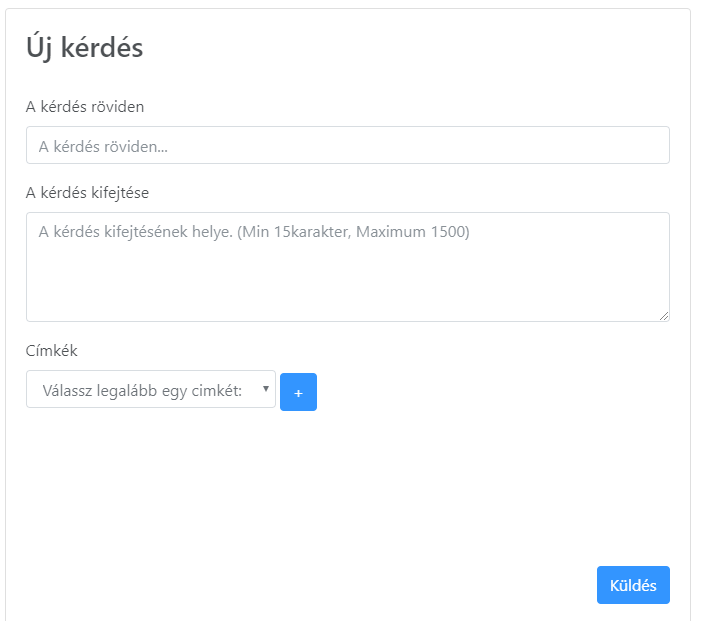 Új kérdés
A kérdés röviden
A kérdés röviden...
A kérdés kifejtése
A kérdés kifejtésének helye. (Min 15karakter, Maximum 1500)
Címkék
Válassz legalább egy cimkét:
+
Küldés